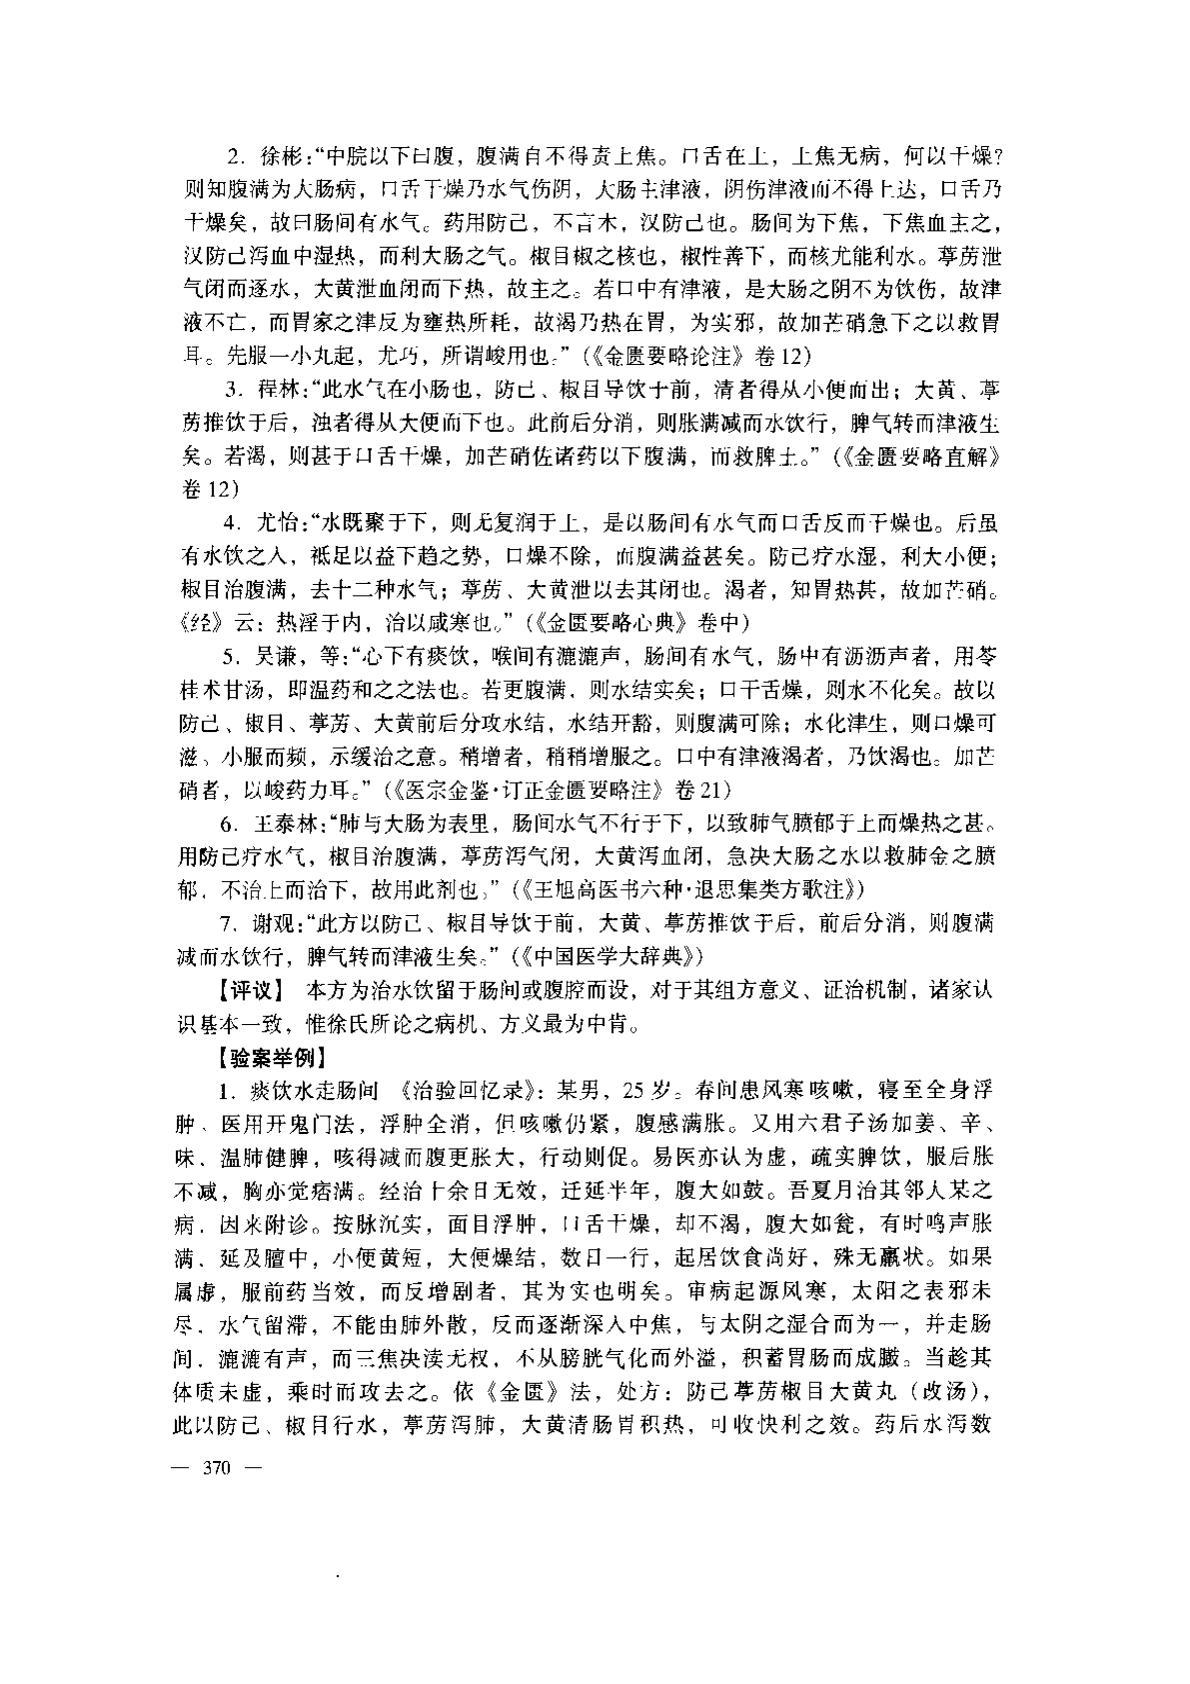 2．徐彬：“中脘以下曰腹，腹满自不得责上焦。口舌在上，上焦无病，何以干燥？
则知腹满为大肠病，口舌干燥乃水气伤阴，大肠主津液，阴伤津液而不得上达，口舌乃
干燥矣，故曰肠间有水气。药用防己，不言木，汉防己也。肠间为下焦，下焦血主之，
汉防己泻血中湿热，而利大肠之气。椒目椒之核也，椒性善下，而核尤能利水。葶苈泄
气闭而逐水，大黄泄血闭而下热，故主之。若口中有津液，是大肠之阴不为饮伤，故津
液不亡，而胃家之津反为壅热所耗，故渴乃热在胃，为实邪，故加芒硝急下之以救胃
耳。先服一小丸起，尤巧，所谓峻用也。”（《金匮要略论注》卷12）
3．程林：“此水气在小肠也，防己、椒目导饮于前，清者得从小便而出；大黄、葶
苈推饮于后，浊者得从大便而下也。此前后分消，则胀满减而水饮行，脾气转而津液生
矣。若渴，则甚于口舌干燥，加芒硝佐诸药以下腹满，而救脾土。”（《金匮要略直解》
卷12）
4．尤怡：“水既聚于下，则无复润于上，是以肠间有水气而口舌反而干燥也。后虽
有水饮之入，祗足以益下趋之势，口燥不除，而腹满益甚矣。防己疗水湿，利大小便；
椒目治腹满，去十二种水气；葶苈、大黄泄以去其闭也。渴者，知胃热甚，故加芒硝。
《经》云：热淫于内，治以咸寒也。”（《金匮要略心典》卷中）
5．吴谦，等：“心下有痰饮，喉间有漉漉声，肠间有水气，肠中有沥沥声者，用苓
桂术甘汤，即温药和之之法也。若更腹满，则水结实矣；口干舌燥，则水不化矣。故以
防己、椒目、葶苈、大黄前后分攻水结，水结开豁，则腹满可除；水化津生，则口燥可
滋、小服而频，示缓治之意。稍增者，稍稍增服之。口中有津液渴者，乃饮渴也。加芒
硝者，以峻药力耳。”（《医宗金鉴·订正金匮要略注》卷21）
6．王泰林：“肺与大肠为表里，肠间水气不行于下，以致肺气膹郁于上而燥热之甚。
用防己疗水气，椒目治腹满，葶苈泻气闭，大黄泻血闭，急决大肠之水以救肺金之膹
郁，不治上而治下，故用此剂也。”（《王旭高医书六种·退思集类方歌注》）
7．谢观：“此方以防己、椒目导饮于前，大黄、葶苈推饮于后，前后分消，则腹满
减而水饮行，脾气转而津液生矣。”（《中国医学大辞典》）
【评议】 本方为治水饮留于肠间或腹腔而设，对于其组方意义、证治机制，诸家认
识基本一致，惟徐氏所论之病机、方义最为中肯。
【验案举例】
1．痰饮水走肠间 《治验回忆录》：某男，25岁。春间患风寒咳嗽，寝至全身浮
肿、医用开鬼门法，浮肿全消，但咳嗽仍紧，腹感满胀。又用六君子汤加姜、辛、
味，温肺健脾，咳得减而腹更胀大，行动则促。易医亦认为虚，疏实脾饮，服后胀
不减，胸亦觉痞满。经治十余日无效，迁延半年，腹大如鼓。吾夏月治其邻人某之
病，因来附诊。按脉沉实，面目浮肿，口舌干燥，却不渴，腹大如瓮，有时鸣声胀
满，延及膻中，小便黄短，大便燥结，数日一行，起居饮食尚好，殊无羸状。如果
属虚，服前药当效，而反增剧者，其为实也明矣。审病起源风寒，太阳之表邪未
尽，水气留滞，不能由肺外散，反而逐渐深入中焦，与太阴之湿合而为一，并走肠
间，漉漉有声，而三焦决渎无权，不从膀胱气化而外溢，积蓄胃肠而成臌。当趁其
体质未虚，乘时而攻去之。依《金匮》法，处方：防己葶苈椒目大黄丸（改汤），
此以防己、椒目行水，葶苈泻肺，大黄清肠胃积热，可收快利之效。药后水泻数
— 370 —